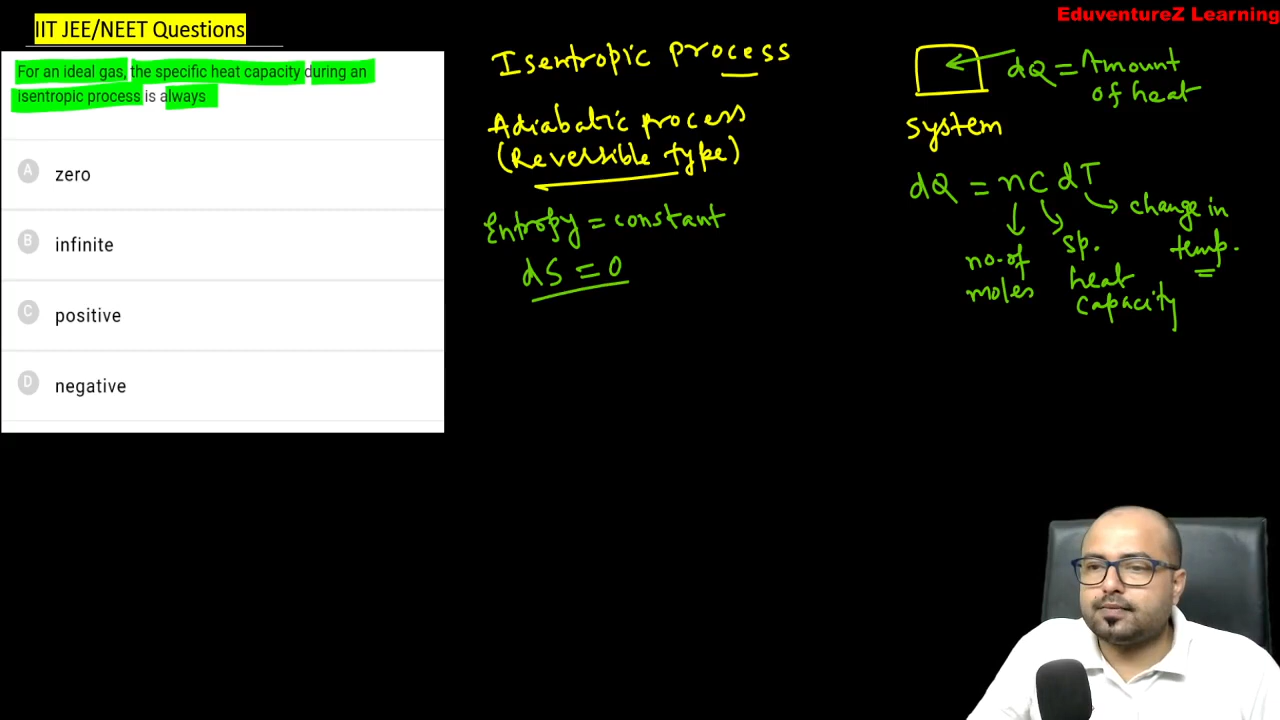 IIT JEE/NEET Questions
EduventureZ Learning
For an ideal gas, the specific heat capacity during an
isentropic process is always
A zero
B infinite
C positive
D negative
Isentropic process
Adiabatic process
(Reversible type)
Entropy = constant
dS = 0
dQ = Amount
of heat
system
dQ = nCdT
change in
temp.
no. of
moles
sp.
heat
capacity